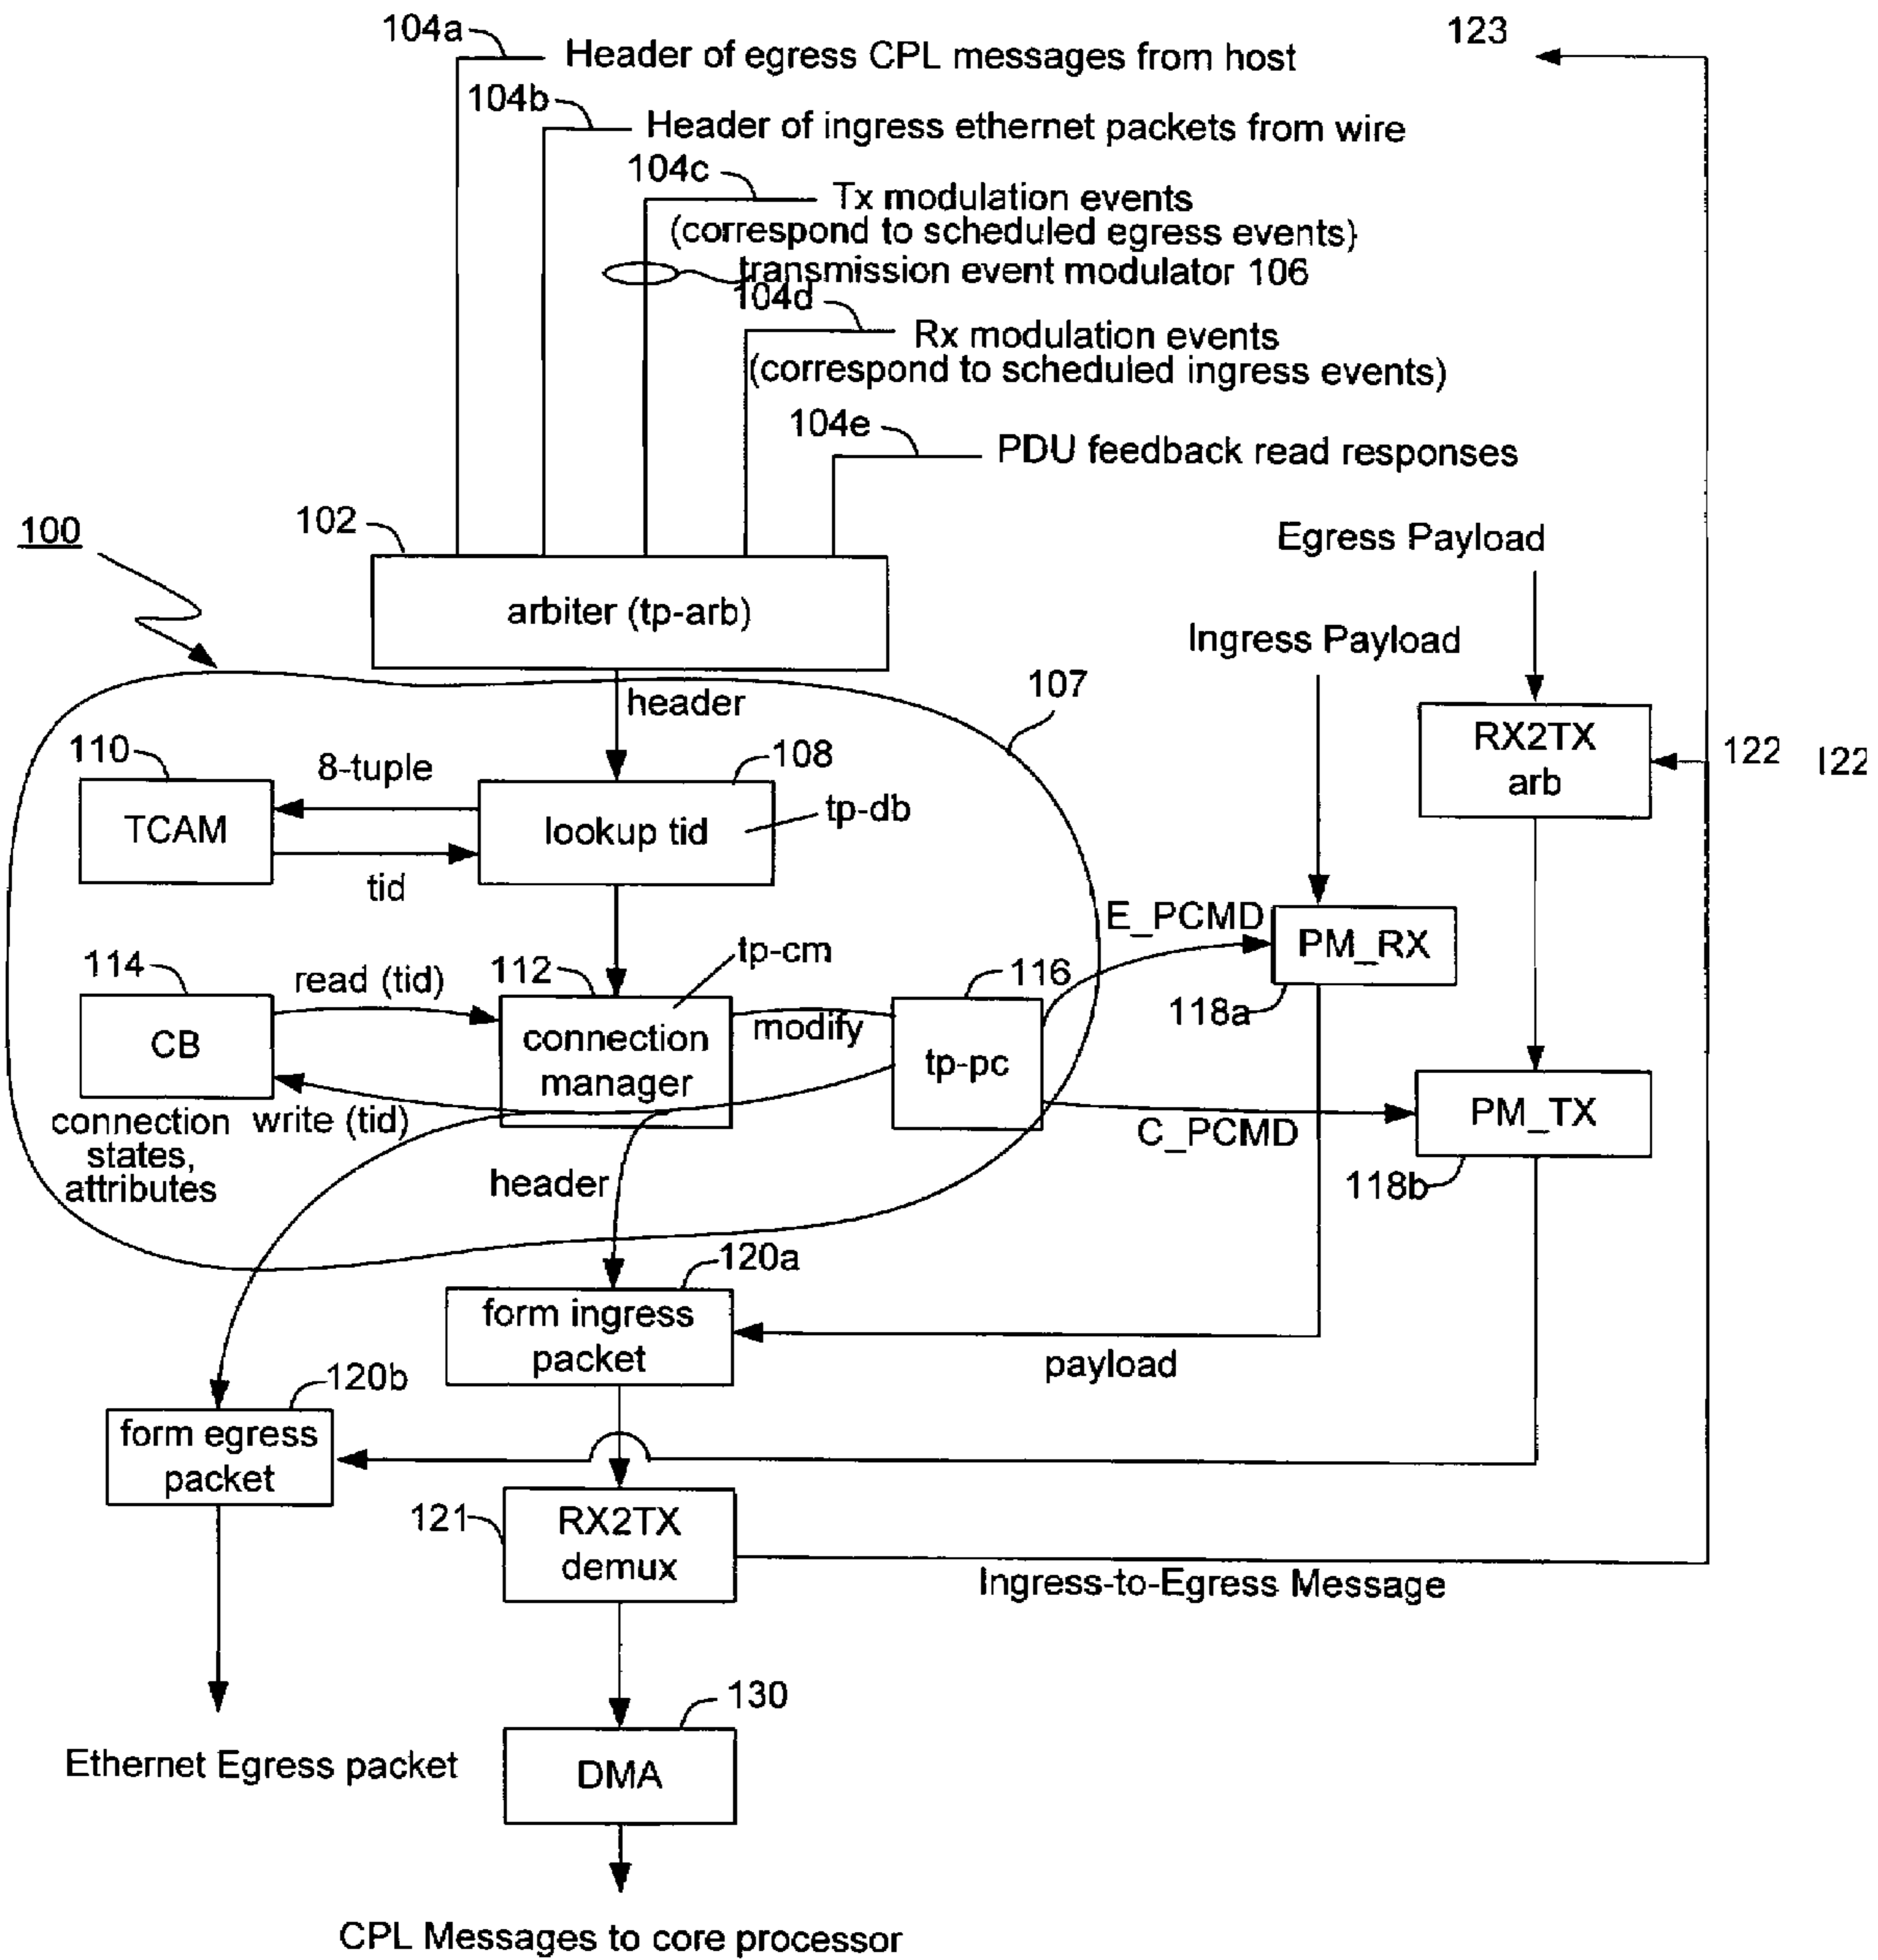 104a
Header of egress CPL messages from host
123
104b
Header of ingress ethernet packets from wire
104c
Tx modulation events
(correspond to scheduled egress events)
transmission event modulator 106
104d
Rx modulation events
(correspond to scheduled ingress events)
104e
PDU feedback read responses
102
100
Egress Payload
arbiter (tp-arb)
Ingress Payload
header
107
110
8-tuple
108
RX2TX
arb
122
122
TCAM
lookup tid
tp-db
tid
E_PCMD
PM_RX
114
read (tid)
112
tp-cm
116
118a
CB
connection
manager
modify
tp-pc
PM_TX
C_PCMD
connection
states,
attributes
write (tid)
header
118b
120a
form ingress
packet
payload
120b
form egress
packet
121
RX2TX
demux
Ingress-to-Egress Message
130
Ethernet Egress packet
DMA
CPL Messages to core processor